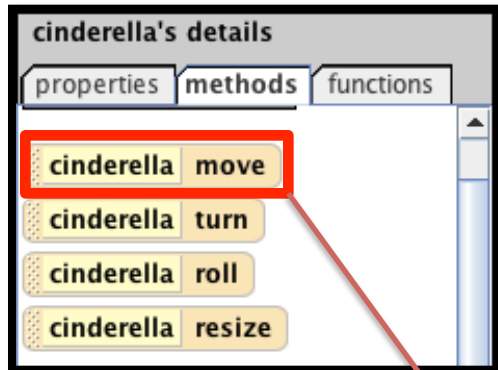 cinderella's details
properties methods functions
cinderella move
cinderella turn
cinderella roll
cinderella resize